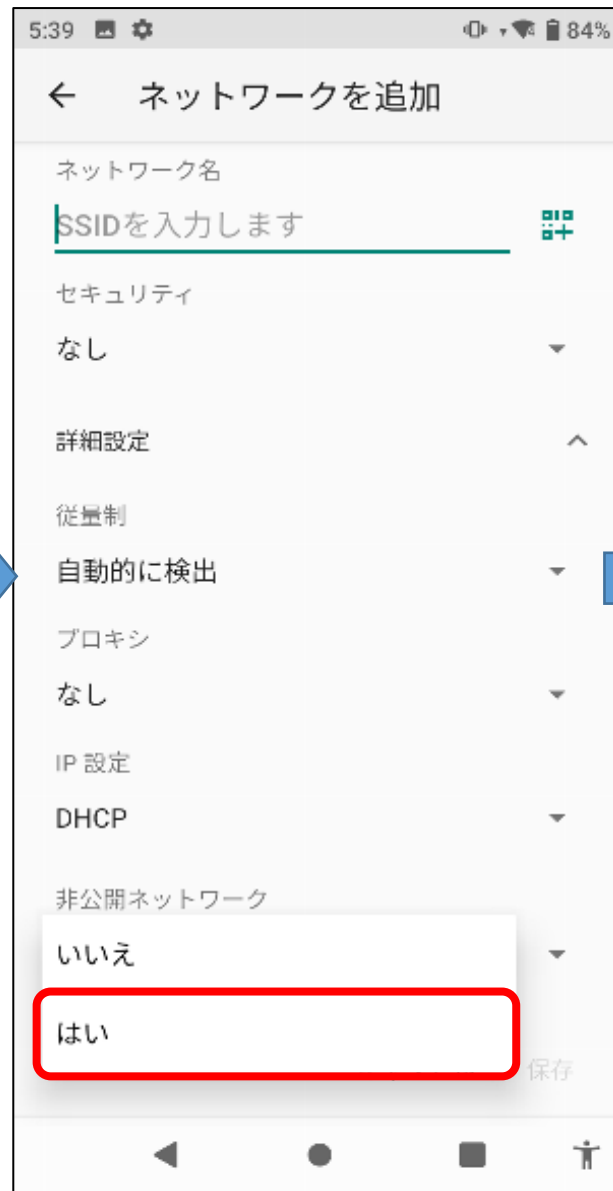 5:39 84%
ネットワークを追加
ネットワーク名
SSIDを入力します
セキュリティ
なし
詳細設定
従量制
自動的に検出
プロキシ
なし
IP 設定
DHCP
非公開ネットワーク
いいえ
はい
保存